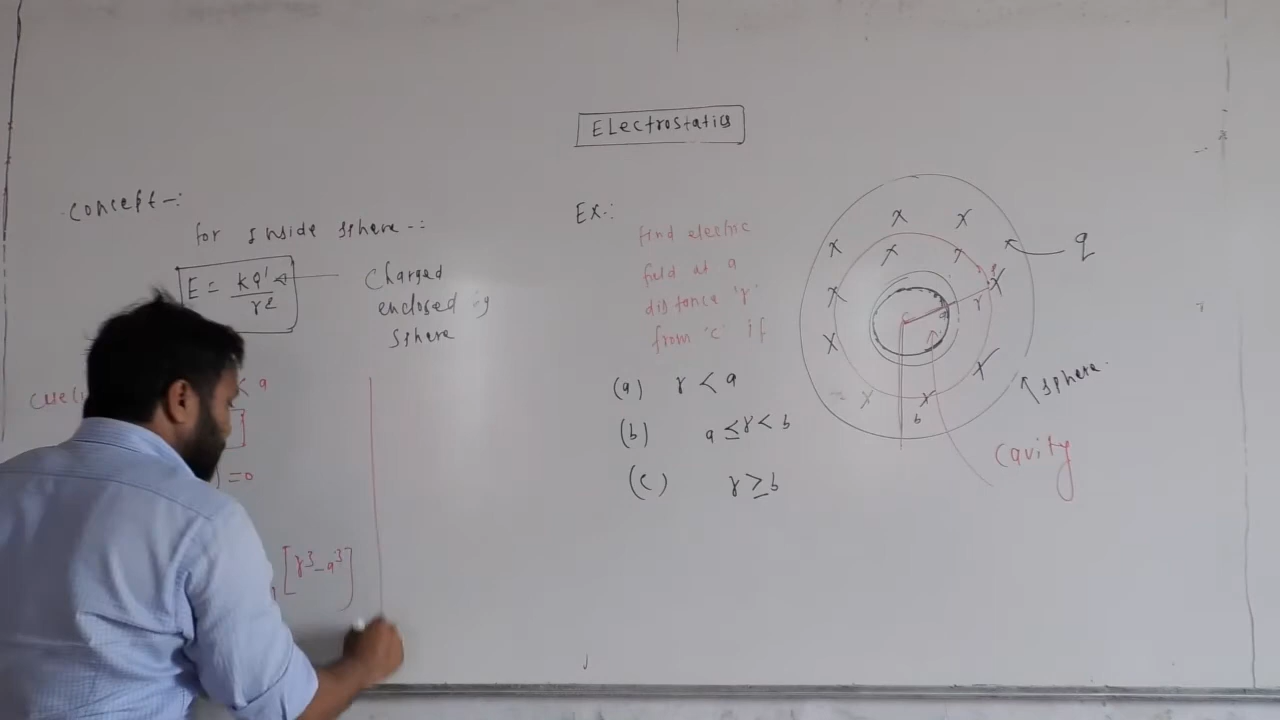 ELectrostatics
Concept-:
for inside sphere-:
E = kQ'
r2
Charged
enclosed ig
sphere
< a
) =0
[r3-a3]
Ex-:
find electric
field at a
distance 'r'
from 'c' if
(a) r < a
(b) a ≤ r < b
(c) r ≥ b
q
r
b
sphere
Cavity